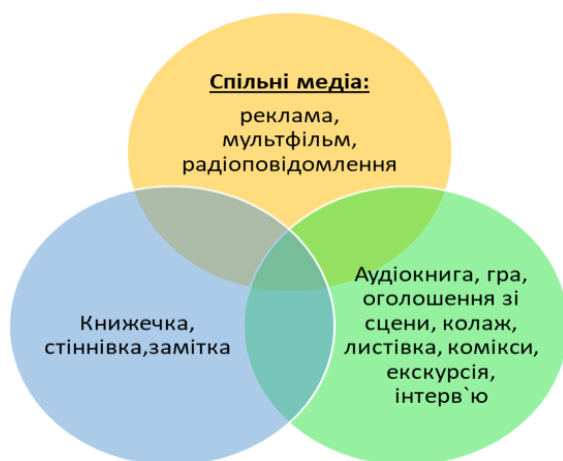 Спільні медіа:
реклама,
мультфільм,
радіоповідомлення
Книжечка,
стіннівка,замітка
Аудіокнига, гра,
оголошення зі
сцени, колаж,
листівка, комікси,
екскурсія,
інтерв`ю